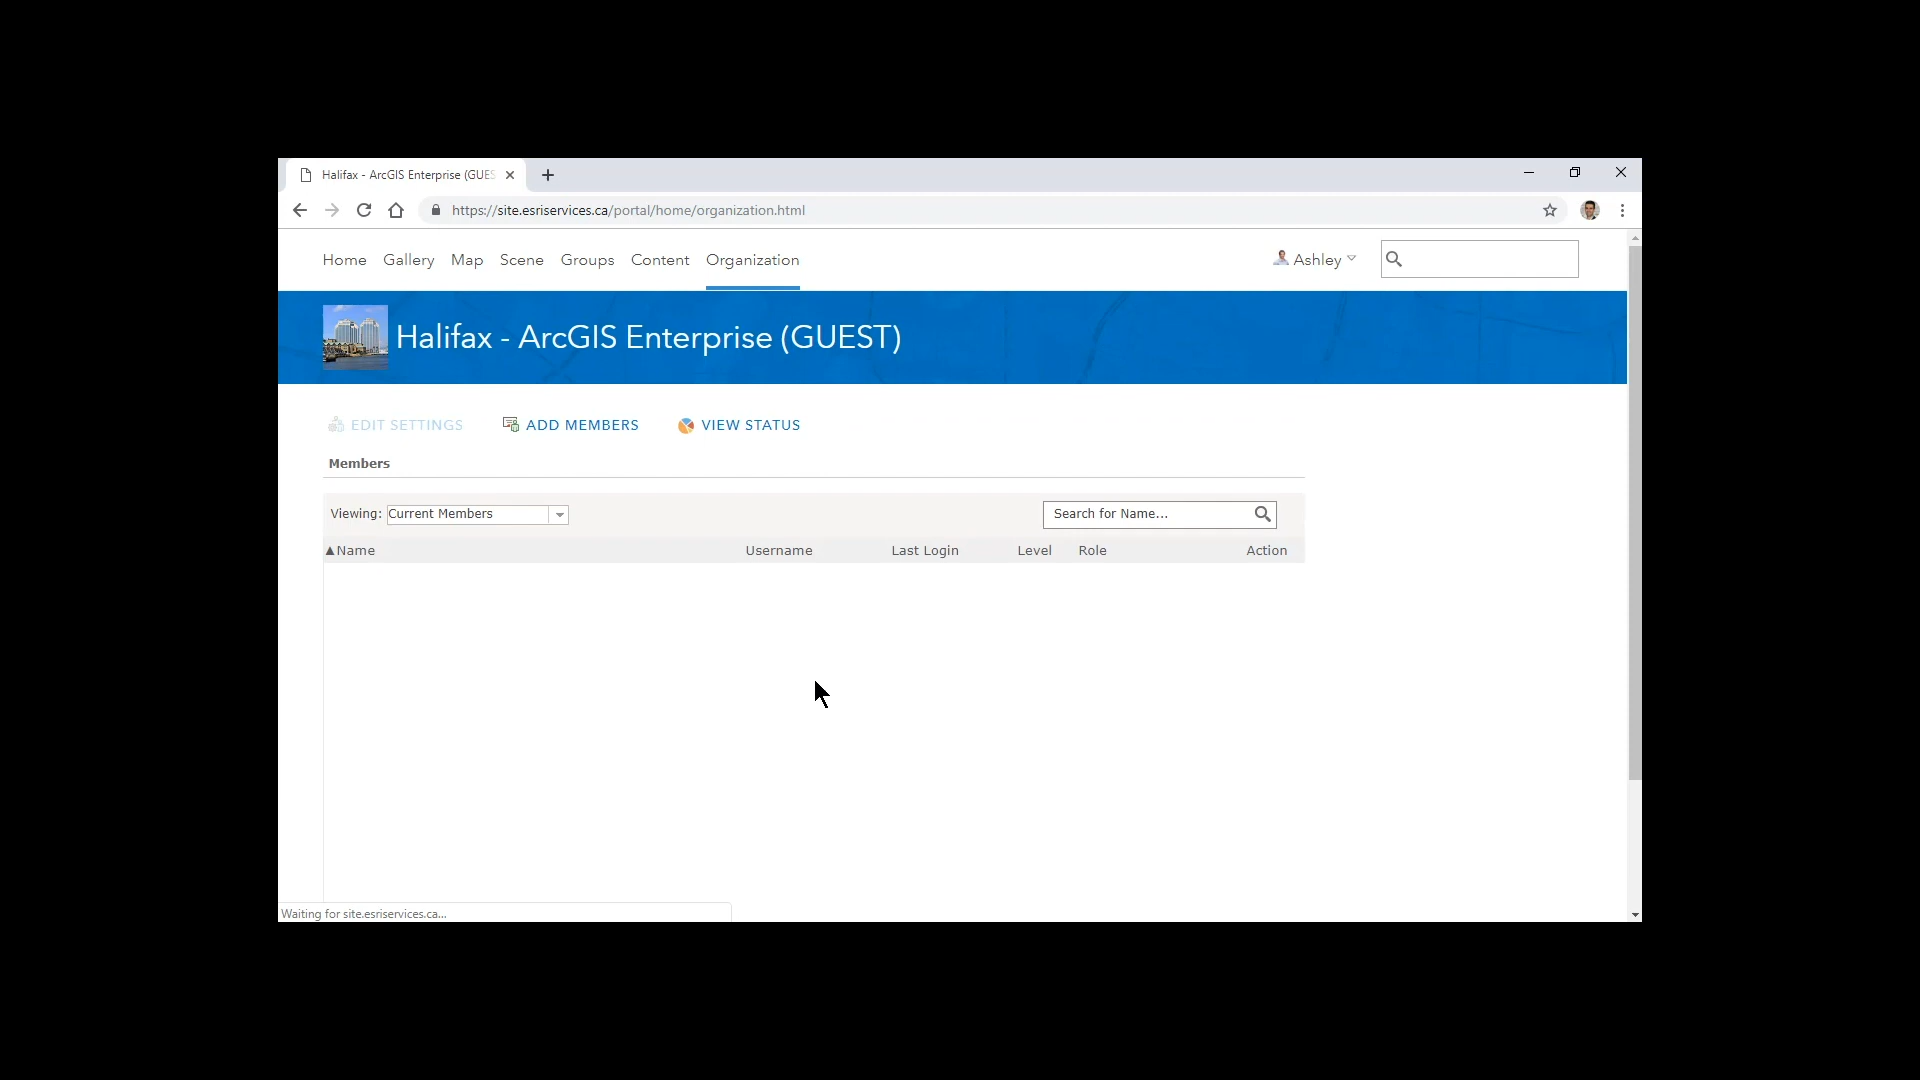 Halifax - ArcGIS Enterprise (GUES
https://site.esriservices.ca/portal/home/organization.html
Home Gallery Map Scene Groups Content Organization Ashley
Halifax - ArcGIS Enterprise (GUEST)
EDIT SETTINGS ADD MEMBERS VIEW STATUS
Members
Viewing: Current Members Search for Name...
▲Name Username Last Login Level Role Action
Waiting for site.esriservices.ca...